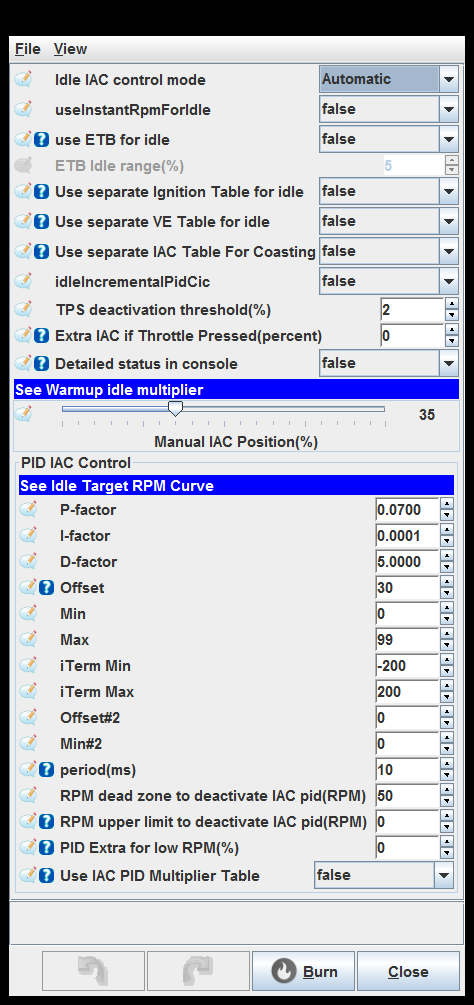 File View
Idle IAC control mode Automatic
useInstantRpmForIdle false
use ETB for idle false
ETB Idle range(%) 5
Use separate Ignition Table for idle false
Use separate VE Table for idle false
Use separate IAC Table For Coasting false
idleIncrementalPidCic false
TPS deactivation threshold(%) 2
Extra IAC if Throttle Pressed(percent) 0
Detailed status in console false
See Warmup idle multiplier
35
Manual IAC Position(%)
PID IAC Control
See Idle Target RPM Curve
P-factor 0.0700
I-factor 0.0001
D-factor 5.0000
Offset 30
Min 0
Max 99
iTerm Min -200
iTerm Max 200
Offset#2 0
Min#2 0
period(ms) 10
RPM dead zone to deactivate IAC pid(RPM) 50
RPM upper limit to deactivate IAC pid(RPM) 0
PID Extra for low RPM(%) 0
Use IAC PID Multiplier Table false
Burn Close